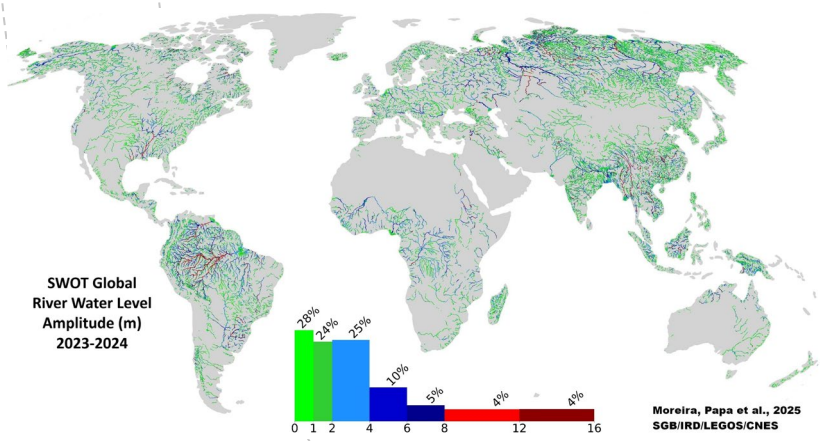 SWOT Global
River Water Level
Amplitude (m)
2023-2024
28%
24%
25%
10%
5%
4%
4%
0 1 2 4 6 8 12 16
Moreira, Papa et al., 2025
SGB/IRD/LEGOS/CNES